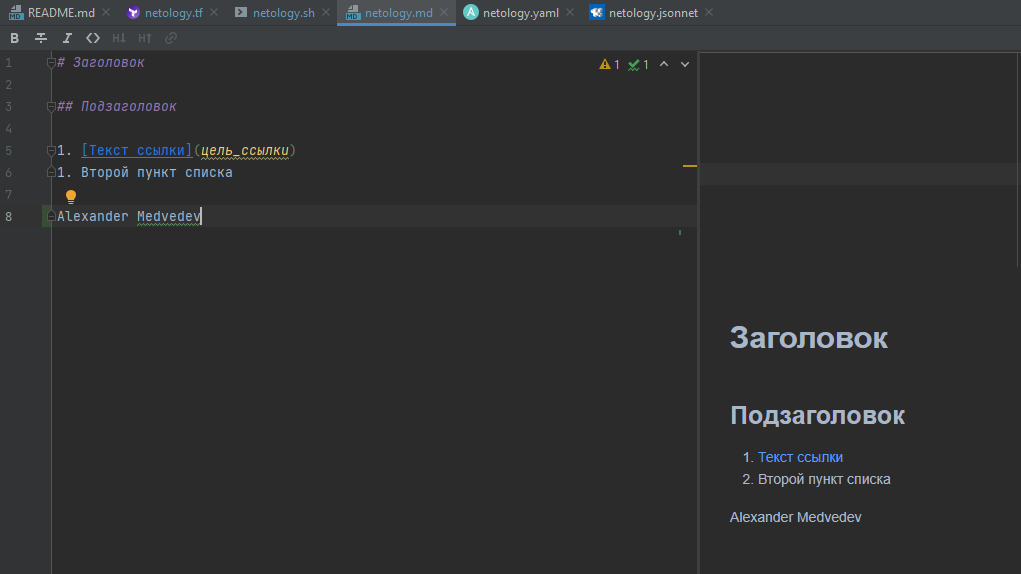 README.md netology.tf netology.sh netology.md netology.yaml netology.jsonnet
B I <> H↓ H↑
1 # Заголовок
2
3 ## Подзаголовок
4
5 1. [Текст ссылки](цель_ссылки)
6 1. Второй пункт списка
7
8 Alexander Medvedev
1 1
Заголовок
Подзаголовок
1. Текст ссылки
2. Второй пункт списка
Alexander Medvedev